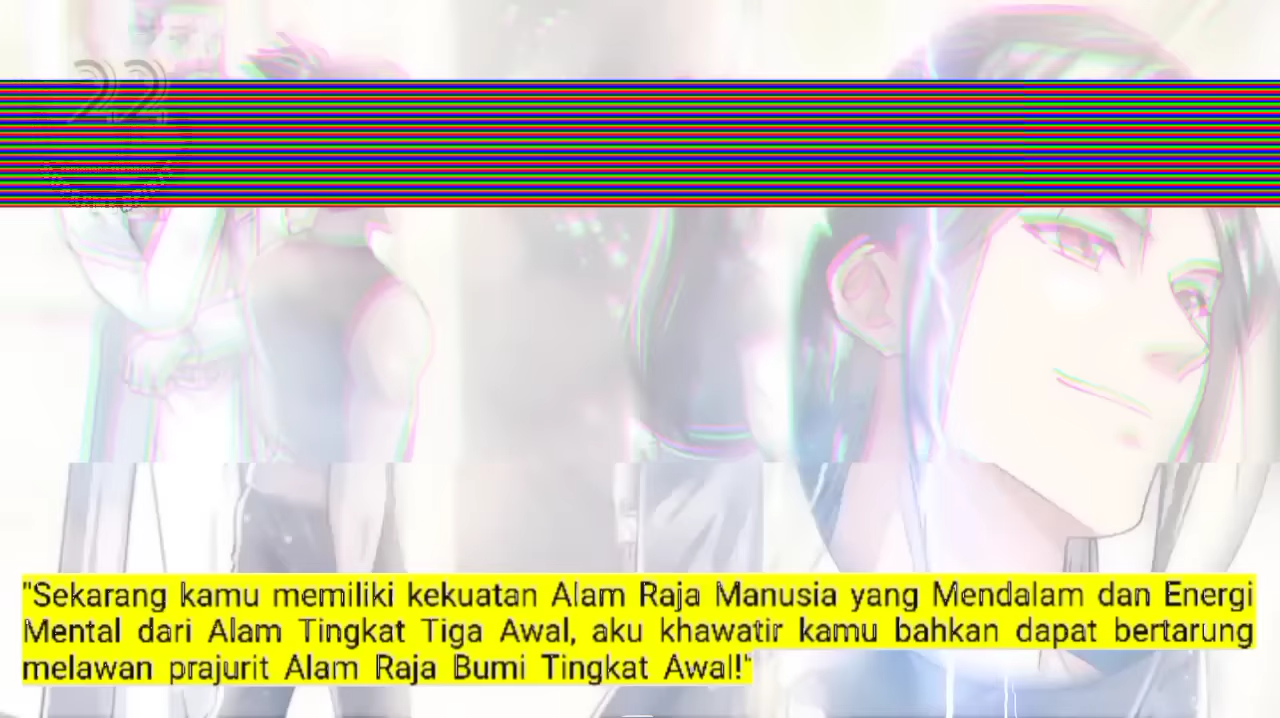 22
"Sekarang kamu memiliki kekuatan Alam Raja Manusia yang Mendalam dan Energi
Mental dari Alam Tingkat Tiga Awal, aku khawatir kamu bahkan dapat bertarung
melawan prajurit Alam Raja Bumi Tingkat Awal!"